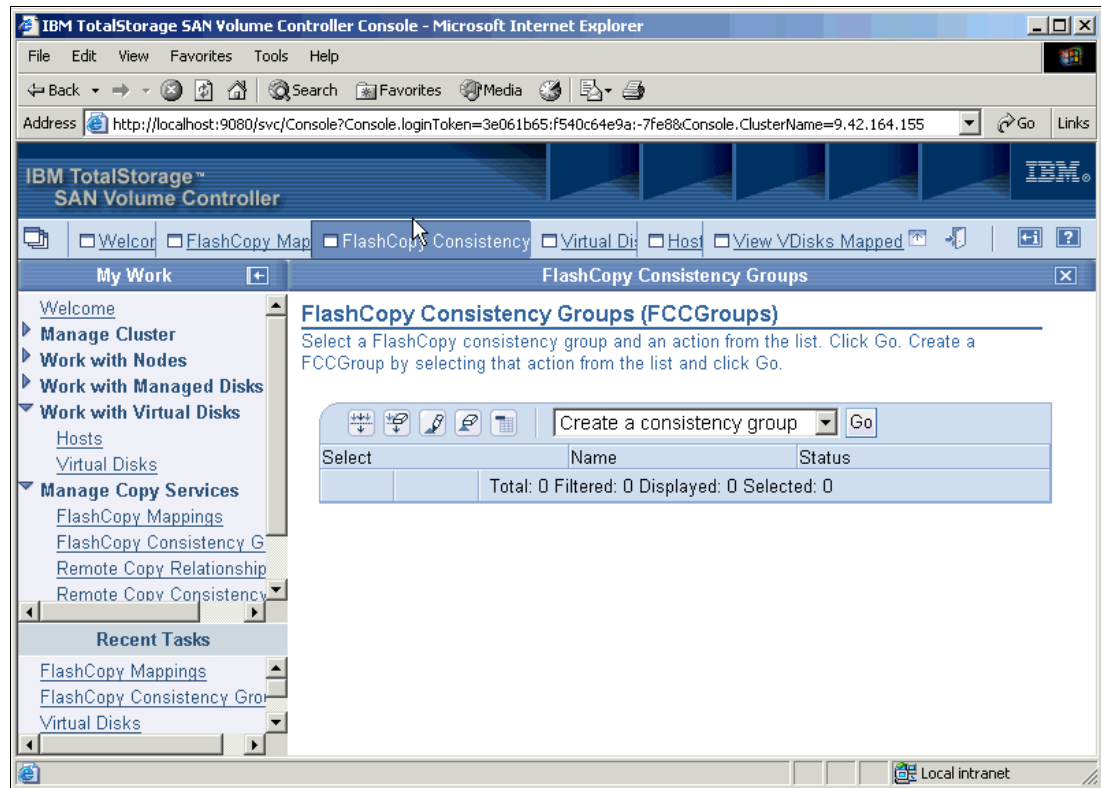 IBM TotalStorage SAN Volume Controller Console - Microsoft Internet Explorer
File Edit View Favorites Tools Help
Back Search Favorites Media
Address http://localhost:9080/svc/Console?Console.loginToken=3e061b65:f540c64e9a:-7fe8&Console.ClusterName=9.42.164.155 Go Links
IBM TotalStorage™
SAN Volume Controller
IBM®
Welcor FlashCopy Map FlashCopy Consistency Virtual Di Host View VDisks Mapped
My Work
FlashCopy Consistency Groups
Welcome
Manage Cluster
Work with Nodes
Work with Managed Disks
Work with Virtual Disks
Hosts
Virtual Disks
Manage Copy Services
FlashCopy Mappings
FlashCopy Consistency G
Remote Copy Relationship
Remote Copy Consistency
Recent Tasks
FlashCopy Mappings
FlashCopy Consistency Grou
Virtual Disks
FlashCopy Consistency Groups (FCCGroups)
Select a FlashCopy consistency group and an action from the list. Click Go. Create a
FCCGroup by selecting that action from the list and click Go.
Create a consistency group Go
Select Name Status
Total: 0 Filtered: 0 Displayed: 0 Selected: 0
Local intranet